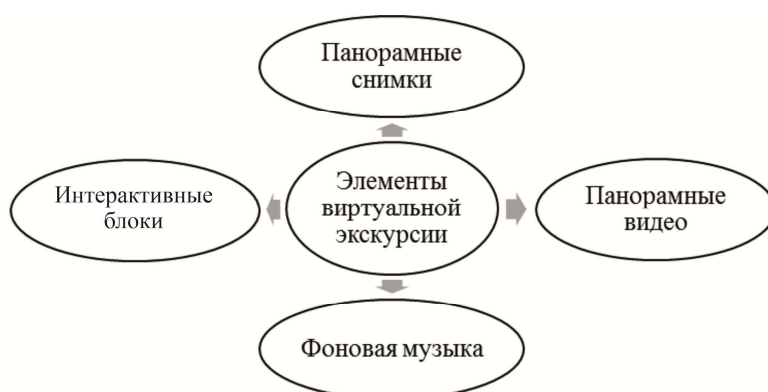 Панорамные
снимки
Интерактивные
блоки
Элементы
виртуальной
экскурсии
Панорамные
видео
Фоновая музыка